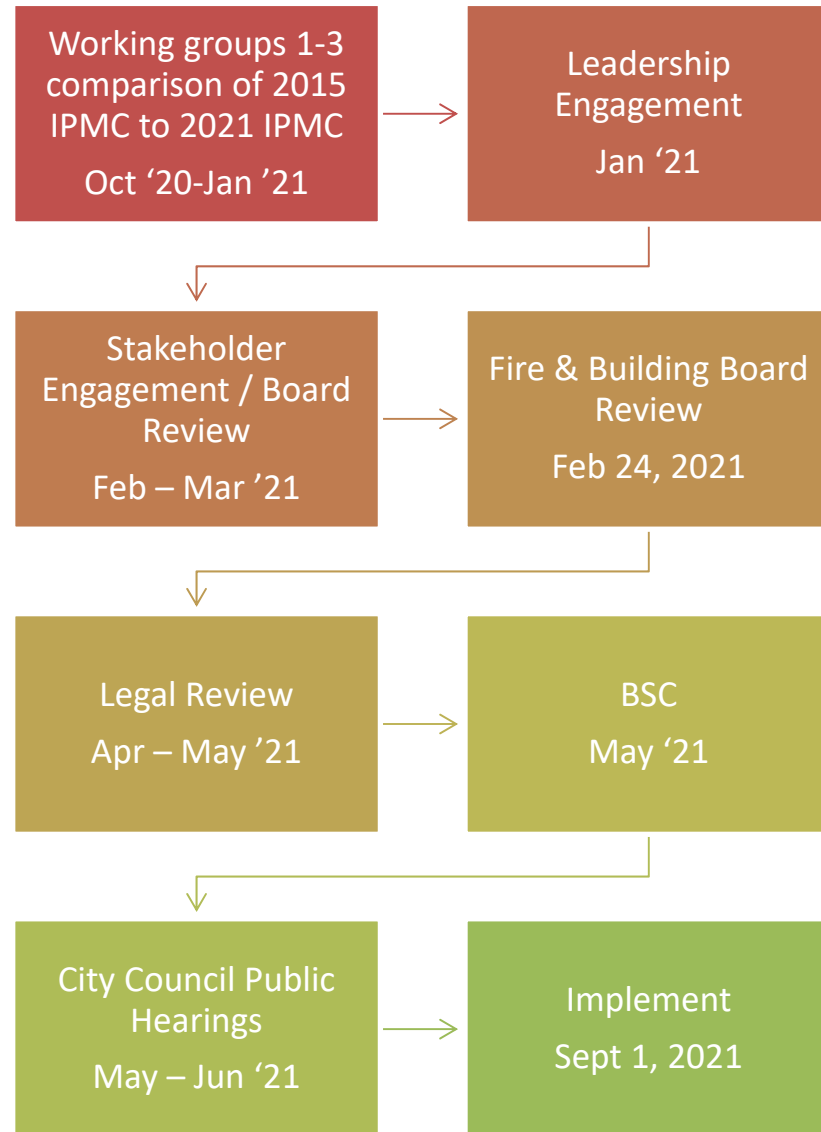 Working groups 1-3
comparison of 2015
IPMC to 2021 IPMC
Oct ‘20-Jan ’21
Leadership
Engagement
Jan ‘21
Stakeholder
Engagement / Board
Review
Feb – Mar ’21
Fire & Building Board
Review
Feb 24, 2021
Legal Review
Apr – May ’21
BSC
May ‘21
City Council Public
Hearings
May – Jun ‘21
Implement
Sept 1, 2021